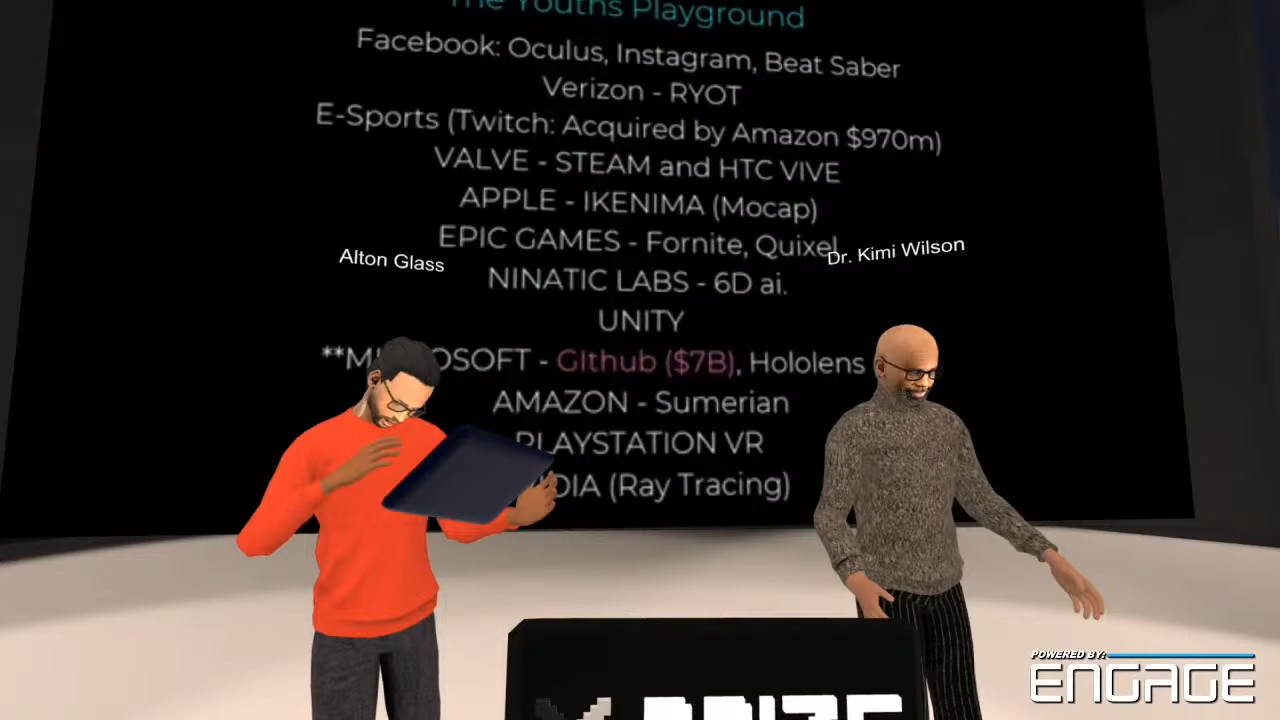 The Youths Playground
Facebook: Oculus, Instagram, Beat Saber
Verizon - RYOT
E-Sports (Twitch: Acquired by Amazon $970m)
VALVE - STEAM and HTC VIVE
APPLE - IKENIMA (Mocap)
EPIC GAMES - Fornite, Quixel
Alton Glass
Dr. Kimi Wilson
NINATIC LABS - 6D ai.
UNITY
**MICROSOFT - GIthub ($7B), Hololens
AMAZON - Sumerian
PLAYSTATION VR
(Ray Tracing)
POWERED BY:
ENGAGE
XPRIZE